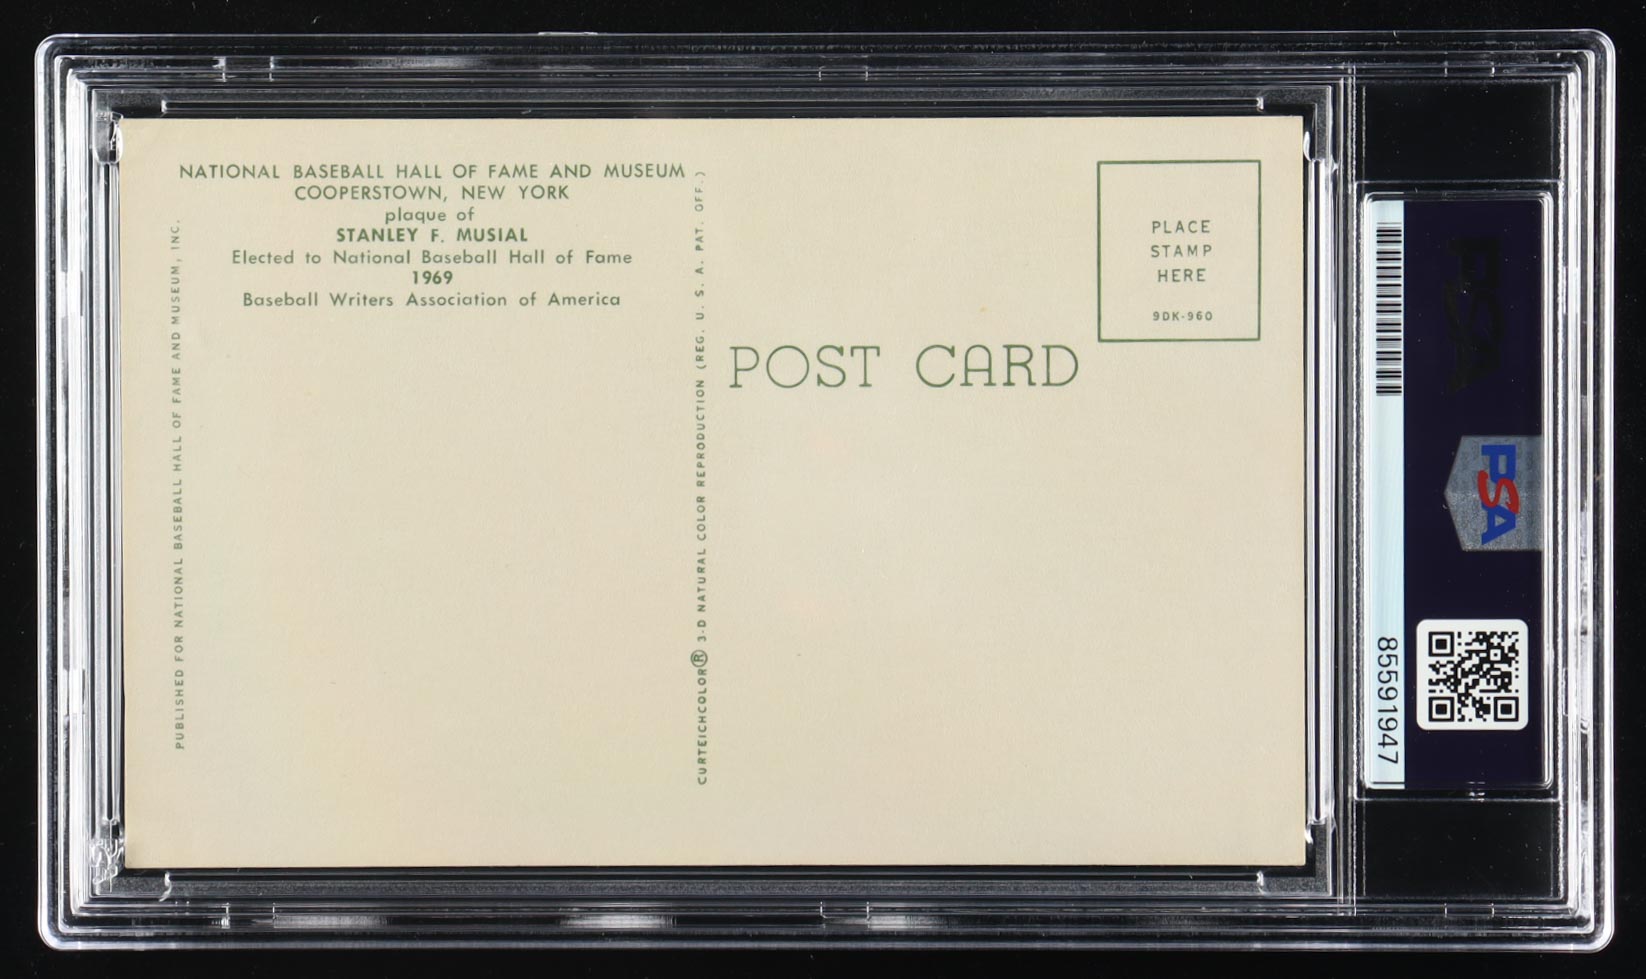 NATIONAL BASEBALL HALL OF FAME AND MUSEUM
COOPERSTOWN, NEW YORK
plaque of
STANLEY F. MUSIAL
Elected to National Baseball Hall of Fame
1969
Baseball Writers Association of America
PUBLISHED FOR NATIONAL BASEBALL HALL OF FAME AND MUSEUM, INC.
CURTEICHCOLOR® 3-D NATURAL COLOR REPRODUCTION (REG. U. S. A. PAT. OFF.)
POST CARD
PLACE
STAMP
HERE
9DK-960
PSA
PSA
85591947